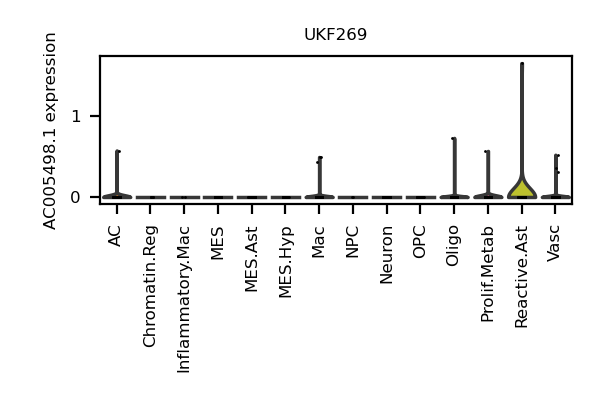 UKF269
AC005498.1 expression
1
0
AC
Chromatin.Reg
Inflammatory.Mac
MES
MES.Ast
MES.Hyp
Mac
NPC
Neuron
OPC
Oligo
Prolif.Metab
Reactive.Ast
Vasc